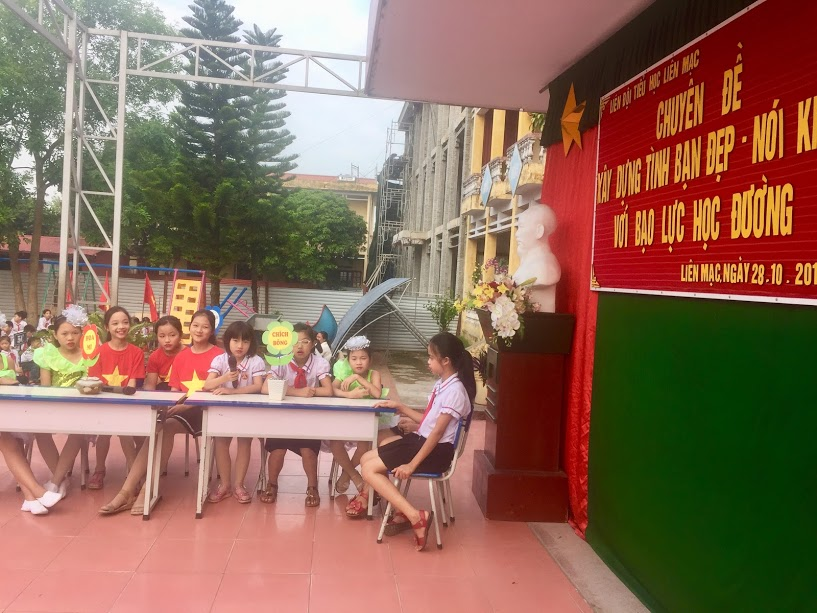 LIÊN ĐỘI TIỂU HỌC LIÊN MẠC
CHUYÊN ĐỀ
XÂY DỰNG TÌNH BẠN ĐẸP - NÓI
VỚI BẠO LỰC HỌC ĐƯỜNG
LIÊN MẠC, NGÀY 28.10.201
CHÍCH
BÔNG